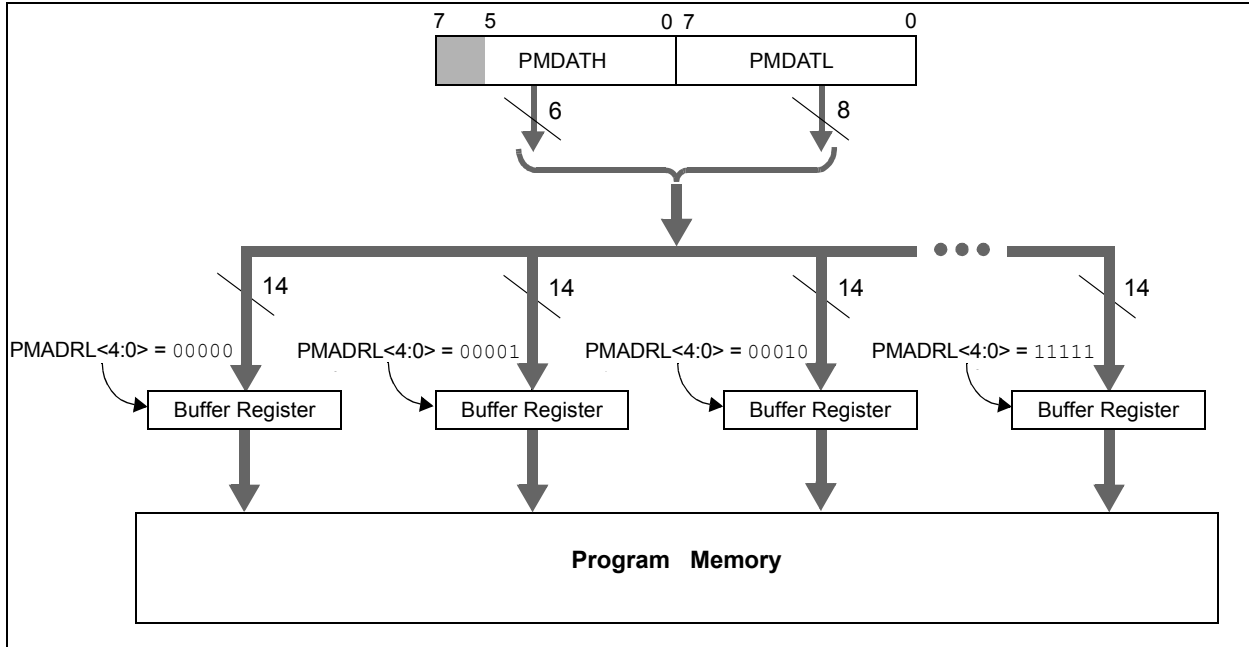 7 5 0 7 0
PMDATH PMDATL
6 8
14 14 14 14
PMADRL<4:0> = 00000 PMADRL<4:0> = 00001 PMADRL<4:0> = 00010 PMADRL<4:0> = 11111
Buffer Register Buffer Register Buffer Register Buffer Register
Program Memory